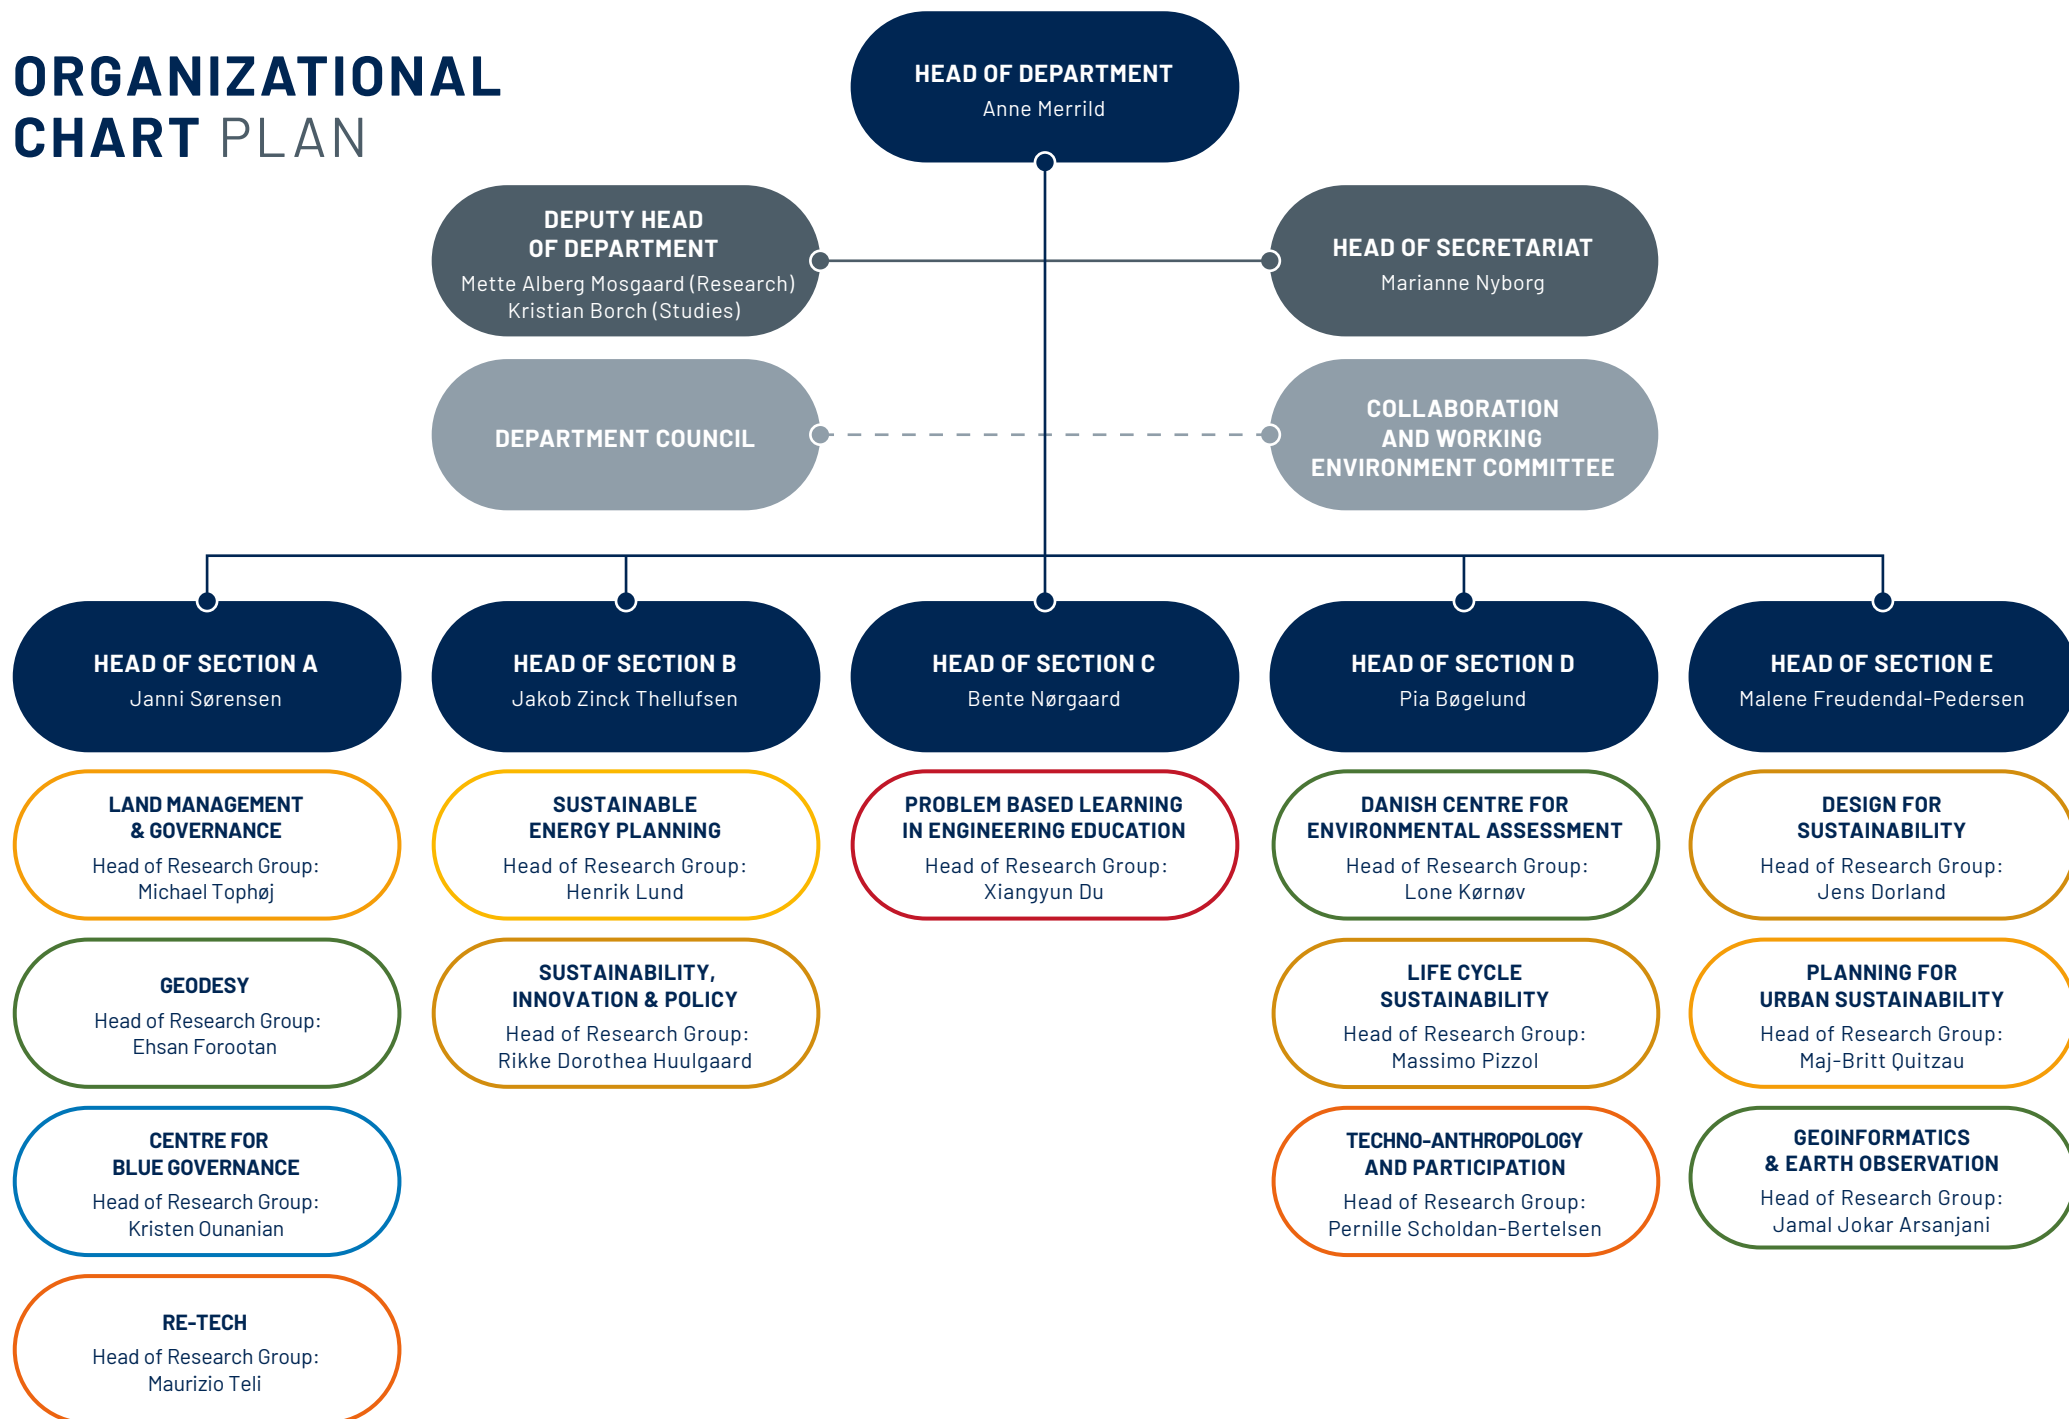 ORGANIZATIONAL
CHART PLAN
HEAD OF DEPARTMENT
Anne Merrild
DEPUTY HEAD
OF DEPARTMENT
Mette Alberg Mosgaard (Research)
Kristian Borch (Studies)
HEAD OF SECRETARIAT
Marianne Nyborg
DEPARTMENT COUNCIL
COLLABORATION
AND WORKING
ENVIRONMENT COMMITTEE
HEAD OF SECTION A
Janni Sørensen
LAND MANAGEMENT
& GOVERNANCE
Head of Research Group:
Michael Tophøj
GEODESY
Head of Research Group:
Ehsan Forootan
CENTRE FOR
BLUE GOVERNANCE
Head of Research Group:
Kristen Ounanian
RE-TECH
Head of Research Group:
Maurizio Teli
HEAD OF SECTION B
Jakob Zinck Thellufsen
SUSTAINABLE
ENERGY PLANNING
Head of Research Group:
Henrik Lund
SUSTAINABILITY,
INNOVATION & POLICY
Head of Research Group:
Rikke Dorothea Huulgaard
HEAD OF SECTION C
Bente Nørgaard
PROBLEM BASED LEARNING
IN ENGINEERING EDUCATION
Head of Research Group:
Xiangyun Du
HEAD OF SECTION D
Pia Bøgelund
DANISH CENTRE FOR
ENVIRONMENTAL ASSESSMENT
Head of Research Group:
Lone Kørnøv
LIFE CYCLE
SUSTAINABILITY
Head of Research Group:
Massimo Pizzol
TECHNO-ANTHROPOLOGY
AND PARTICIPATION
Head of Research Group:
Pernille Scholdan-Bertelsen
HEAD OF SECTION E
Malene Freudendal-Pedersen
DESIGN FOR
SUSTAINABILITY
Head of Research Group:
Jens Dorland
PLANNING FOR
URBAN SUSTAINABILITY
Head of Research Group:
Maj-Britt Quitzau
GEOINFORMATICS
& EARTH OBSERVATION
Head of Research Group:
Jamal Jokar Arsanjani